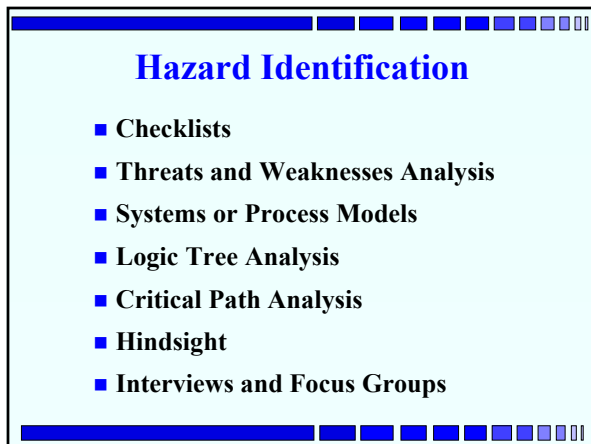 Hazard Identification
Checklists
Threats and Weaknesses Analysis
Systems or Process Models
Logic Tree Analysis
Critical Path Analysis
Hindsight
Interviews and Focus Groups